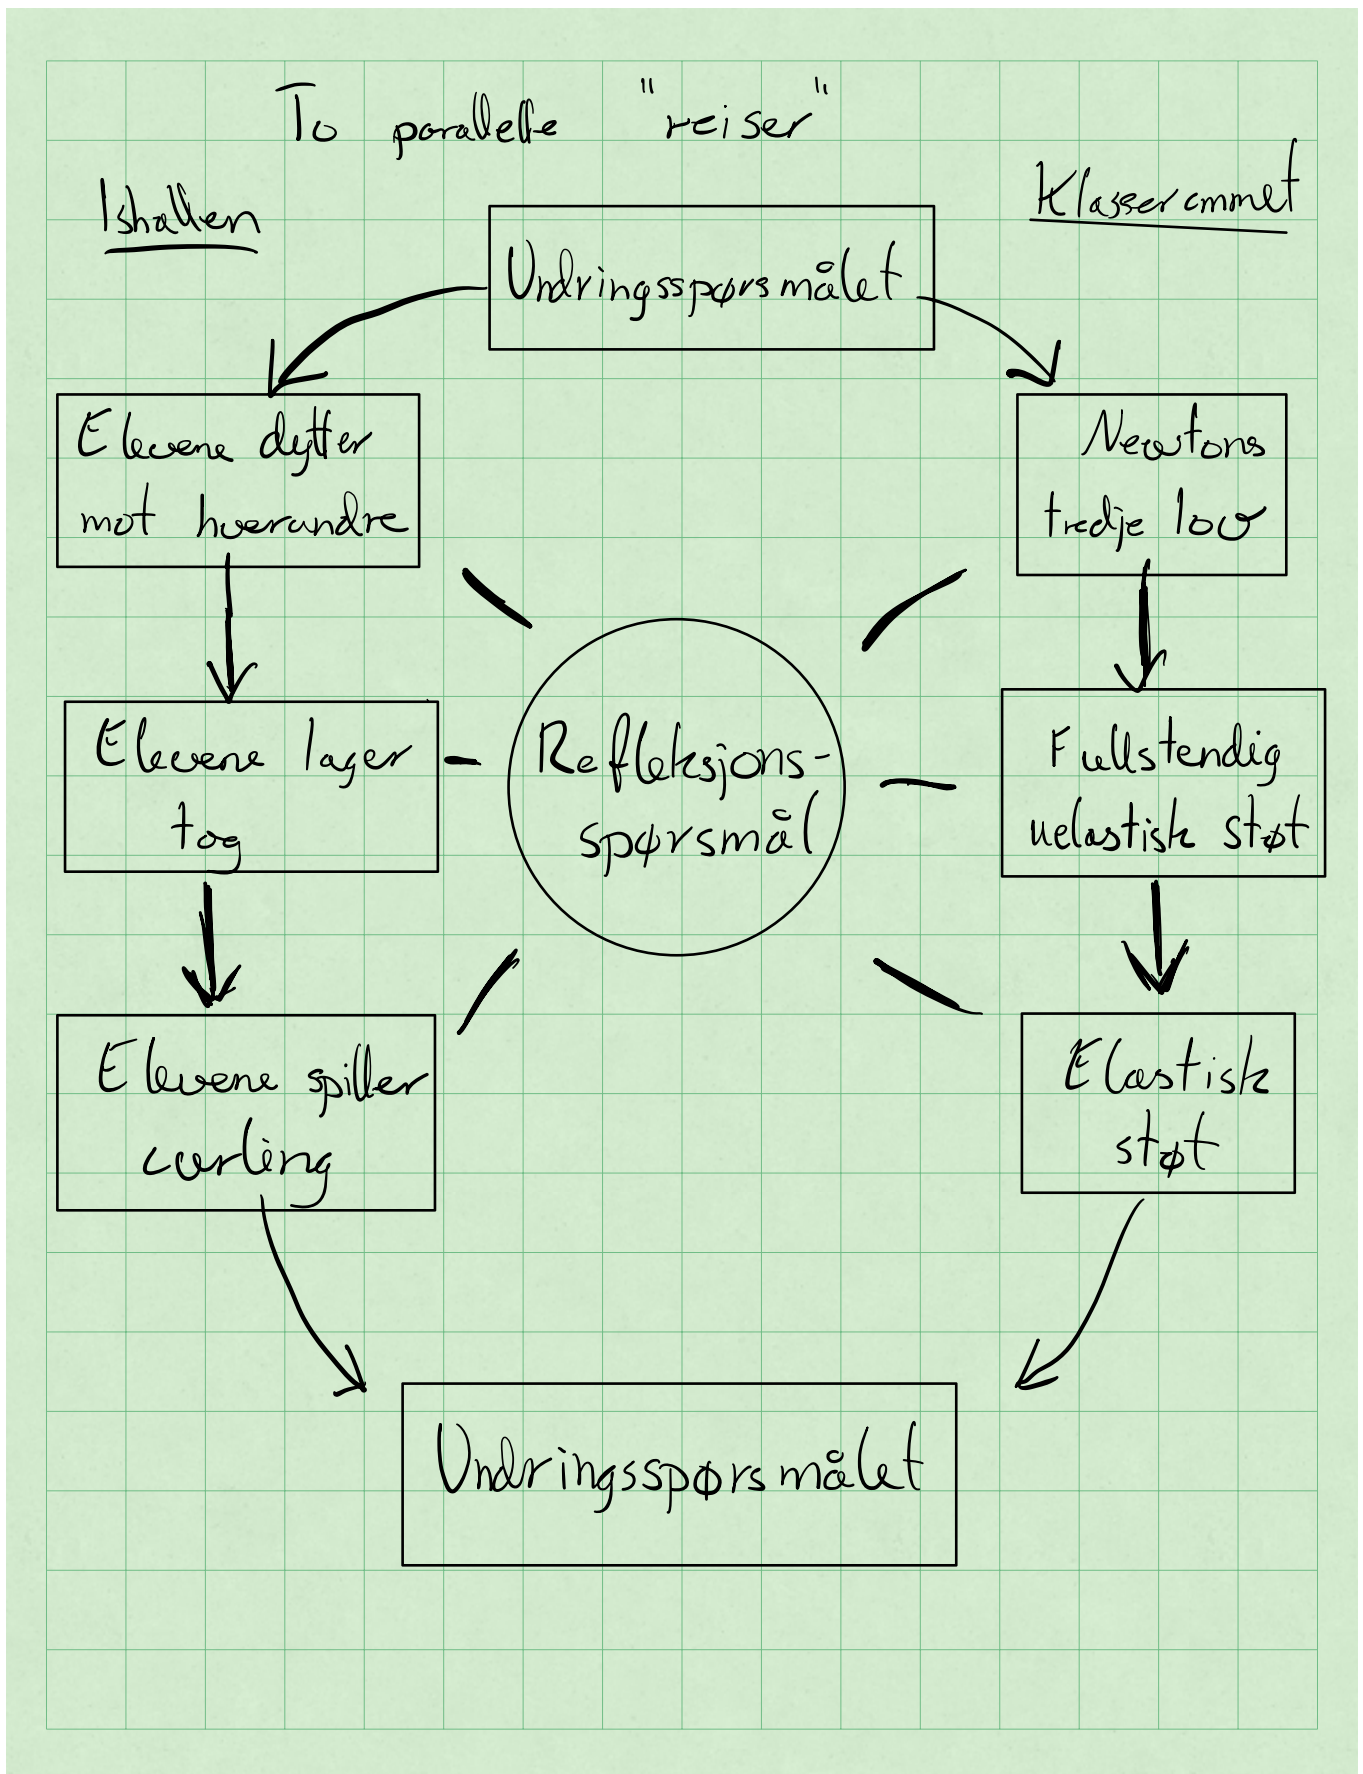 To parallelle "reiser"
Ishallen
Klasserommet
Undringsspørsmålet
Elevene dytter
mot hverandre
Newtons
tredje lov
Elevene lager
tog
Refleksjons-
spørsmål
Fullstendig
uelastisk støt
Elevene spiller
curling
Elastisk
støt
Undringsspørsmålet